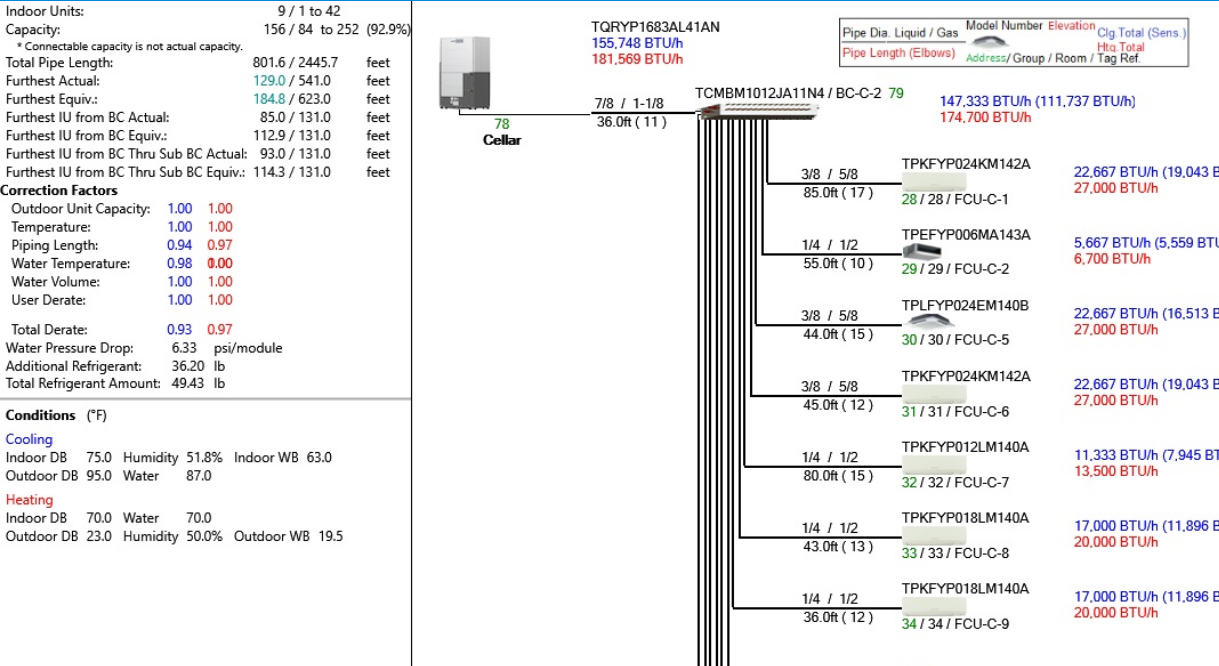 Indoor Units: 9 / 1 to 42
Capacity: 156 / 84 to 252 (92.9%)
* Connectable capacity is not actual capacity.
Total Pipe Length: 801.6 / 2445.7 feet
Furthest Actual: 129.0 / 541.0 feet
Furthest Equiv.: 184.8 / 623.0 feet
Furthest IU from BC Actual: 85.0 / 131.0 feet
Furthest IU from BC Equiv.: 112.9 / 131.0 feet
Furthest IU from BC Thru Sub BC Actual: 93.0 / 131.0 feet
Furthest IU from BC Thru Sub BC Equiv.: 114.3 / 131.0 feet
Correction Factors
Outdoor Unit Capacity: 1.00 1.00
Temperature: 1.00 1.00
Piping Length: 0.94 0.97
Water Temperature: 0.98
Water Volume: 1.00 1.00
User Derate: 1.00 1.00
Total Derate: 0.93 0.97
Water Pressure Drop: 6.33 psi/module
Additional Refrigerant: 36.20 lb
Total Refrigerant Amount: 49.43 lb
Conditions (°F)
Cooling
Indoor DB 75.0 Humidity 51.8% Indoor WB 63.0
Outdoor DB 95.0 Water 87.0
Heating
Indoor DB 70.0 Water 70.0
Outdoor DB 23.0 Humidity 50.0% Outdoor WB 19.5
TQRYP1683AL41AN
155,748 BTU/h
181,569 BTU/h
78
Cellar
7/8 / 1-1/8
36.0ft ( 11 )
Pipe Dia. Liquid / Gas
Pipe Length (Elbows)
Model Number Elevation
Address/ Group / Room / Tag Ref.
Clg.Total (Sens.)
Htg.Total
TCMBM1012JA11N4 / BC-C-2 79
147,333 BTU/h (111,737 BTU/h)
174,700 BTU/h
3/8 / 5/8
85.0ft ( 17 )
TPKFYP024KM142A
28 / 28 / FCU-C-1
22,667 BTU/h (19,043 B
27,000 BTU/h
1/4 / 1/2
55.0ft ( 10 )
TPEFYP006MA143A
29 / 29 / FCU-C-2
5,667 BTU/h (5,559 BTU
6,700 BTU/h
3/8 / 5/8
44.0ft ( 15 )
TPLFYP024EM140B
30 / 30 / FCU-C-5
22,667 BTU/h (16,513 B
27,000 BTU/h
3/8 / 5/8
45.0ft ( 12 )
TPKFYP024KM142A
31 / 31 / FCU-C-6
22,667 BTU/h (19,043 B
27,000 BTU/h
1/4 / 1/2
80.0ft ( 15 )
TPKFYP012LM140A
32 / 32 / FCU-C-7
11,333 BTU/h (7,945 BT
13,500 BTU/h
1/4 / 1/2
43.0ft ( 13 )
TPKFYP018LM140A
33 / 33 / FCU-C-8
17,000 BTU/h (11,896 B
20,000 BTU/h
1/4 / 1/2
36.0ft ( 12 )
TPKFYP018LM140A
34 / 34 / FCU-C-9
17,000 BTU/h (11,896 B
20,000 BTU/h